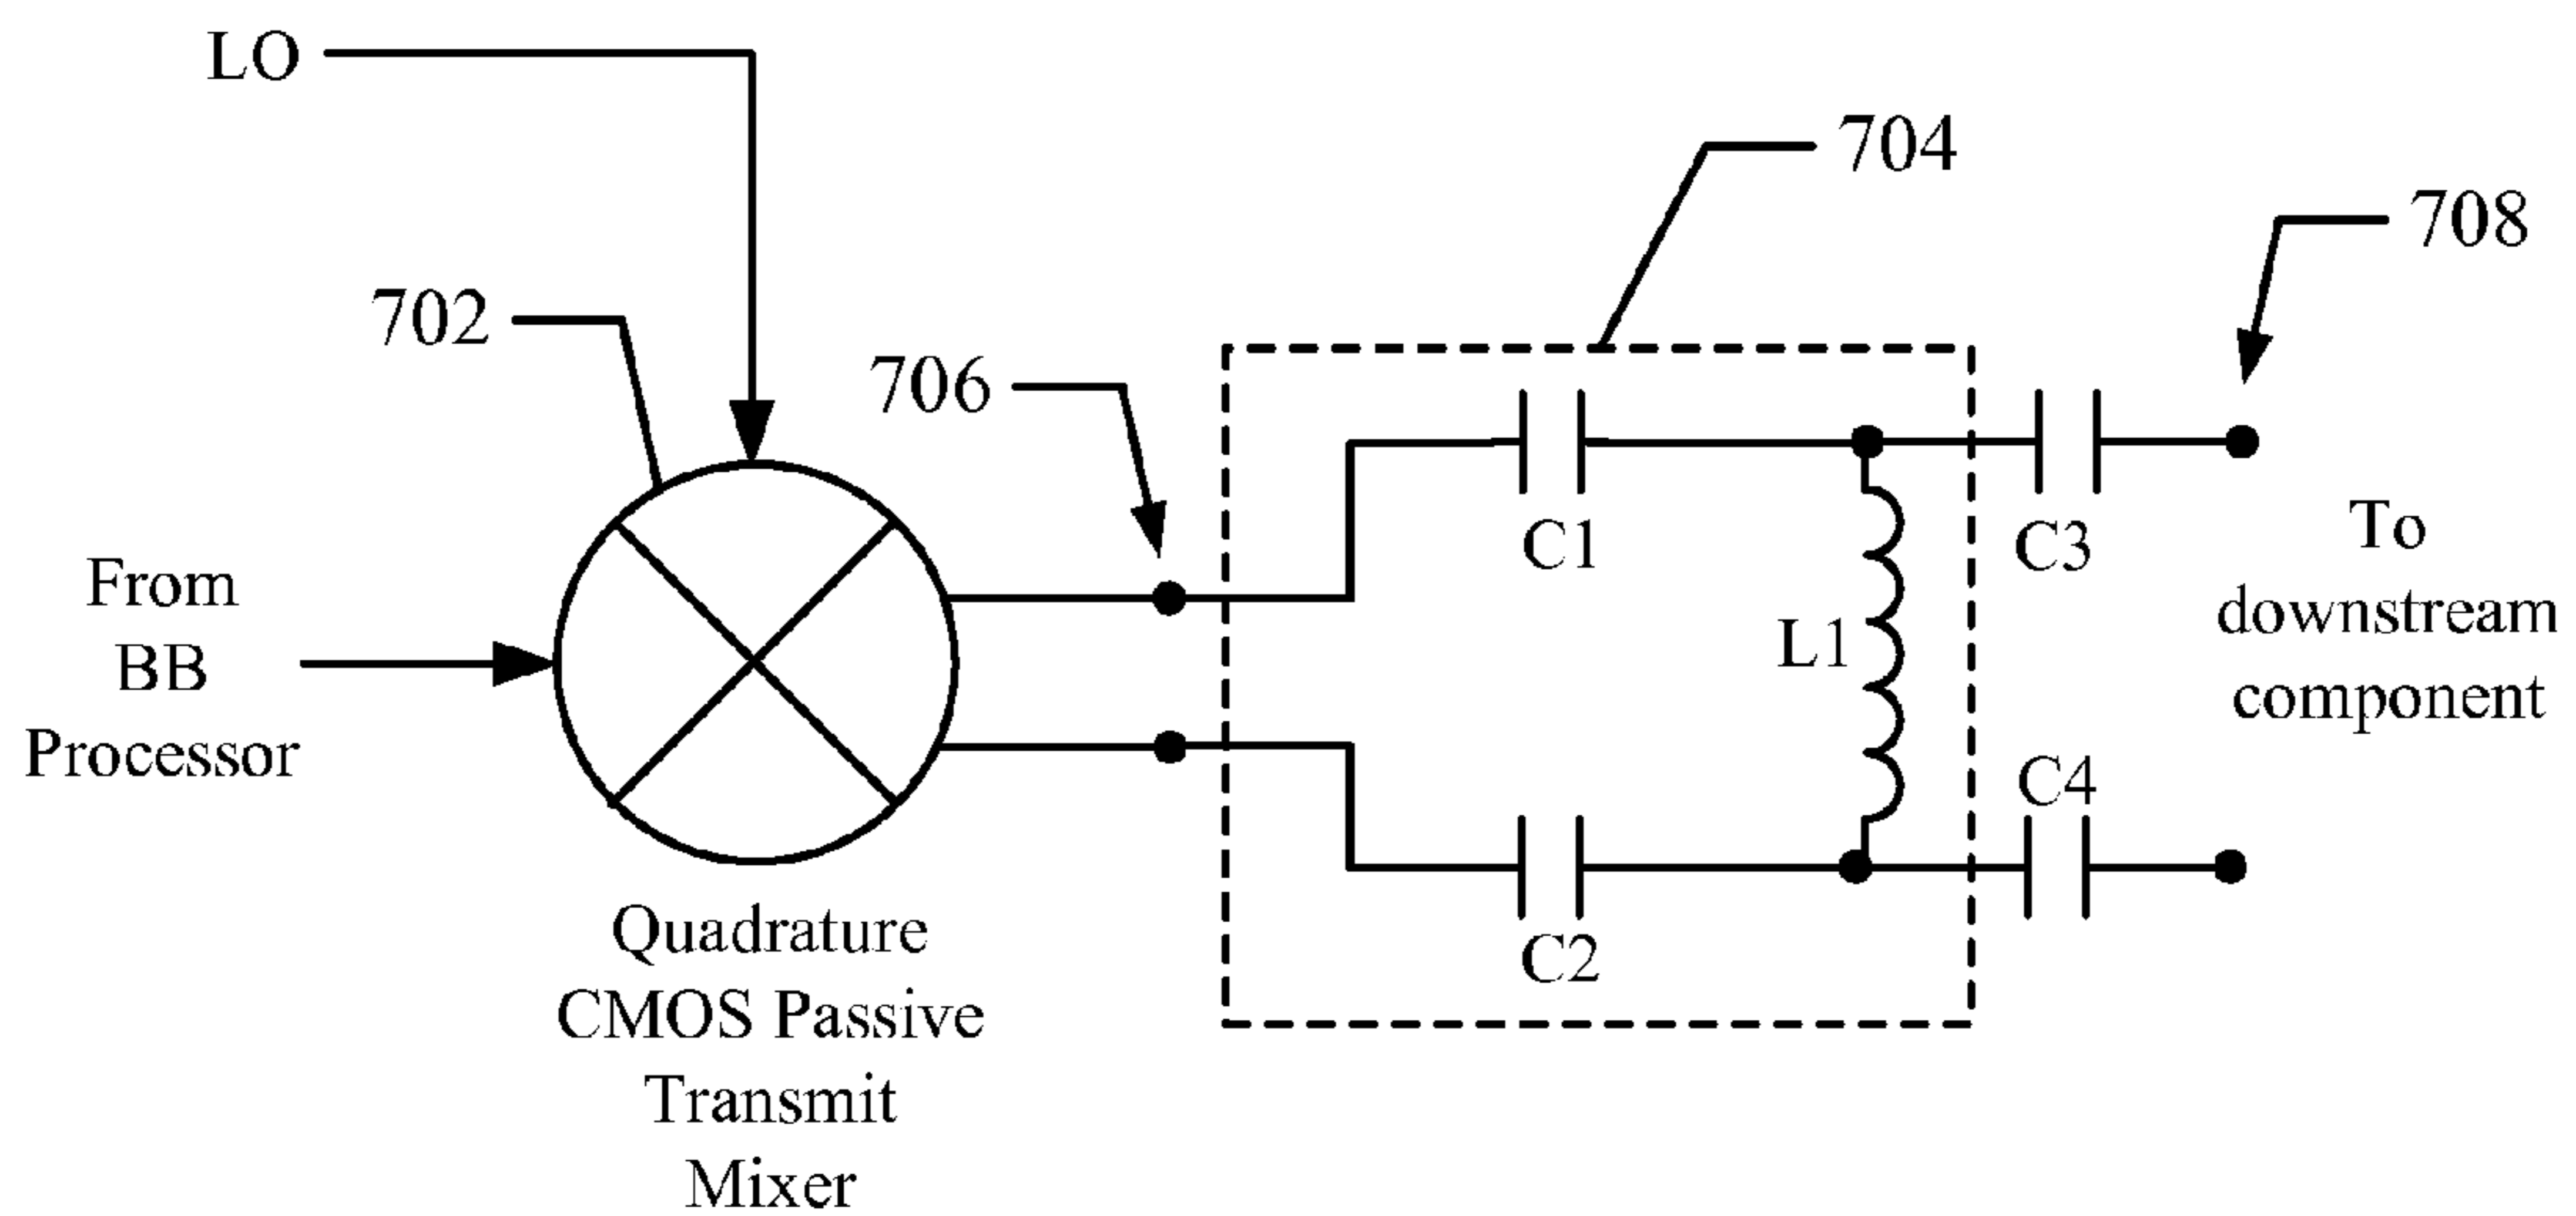 LO
704
708
702
706
C1
C3
To
downstream
component
From
BB
Processor
L1
C4
C2
Quadrature
CMOS Passive
Transmit
Mixer